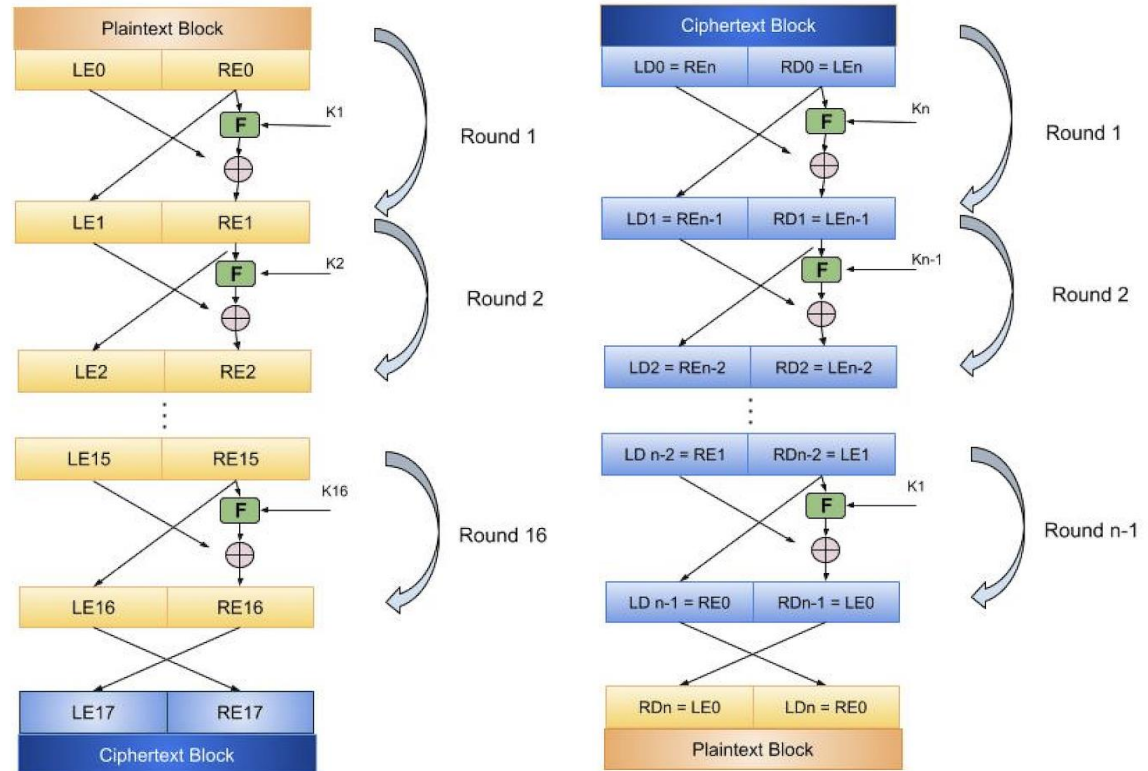 Plaintext Block
LE0 RE0
K1
F
Round 1
LE1 RE1
K2
F
Round 2
LE2 RE2
LE15 RE15
K16
F
Round 16
LE16 RE16
LE17 RE17
Ciphertext Block
Ciphertext Block
LD0 = REn RD0 = LEn
Kn
F
Round 1
LD1 = REn-1 RD1 = LEn-1
Kn-1
F
Round 2
LD2 = REn-2 RD2 = LEn-2
LD n-2 = RE1 RDn-2 = LE1
K1
F
Round n-1
LD n-1 = RE0 RDn-1 = LE0
RDn = LE0 LDn = RE0
Plaintext Block